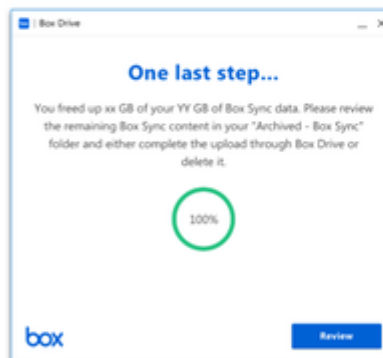 box | Box Drive
One last step...
You freed up xx GB of your YY GB of Box Sync data. Please review
the remaining Box Sync content in your "Archived - Box Sync"
folder and either complete the upload through Box Drive or
delete it.
100%
box
Review